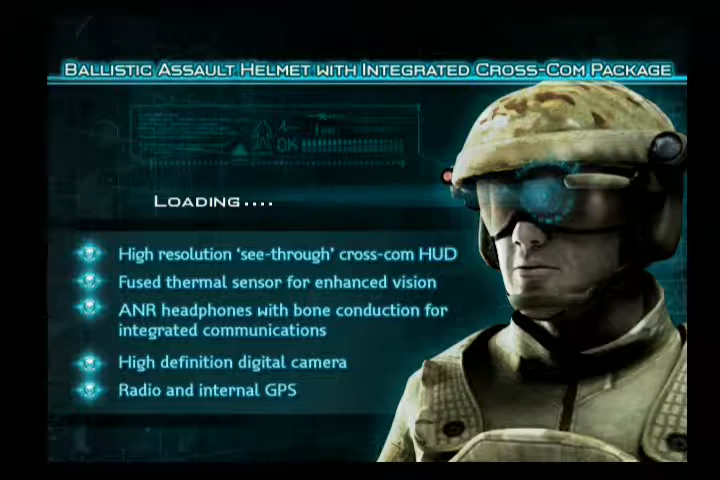 Ballistic Assault Helmet with Integrated Cross-Com Package
OK
Loading....
High resolution ‘see-through’ cross-com HUD
Fused thermal sensor for enhanced vision
ANR headphones with bone conduction for
integrated communications
High definition digital camera
Radio and internal GPS